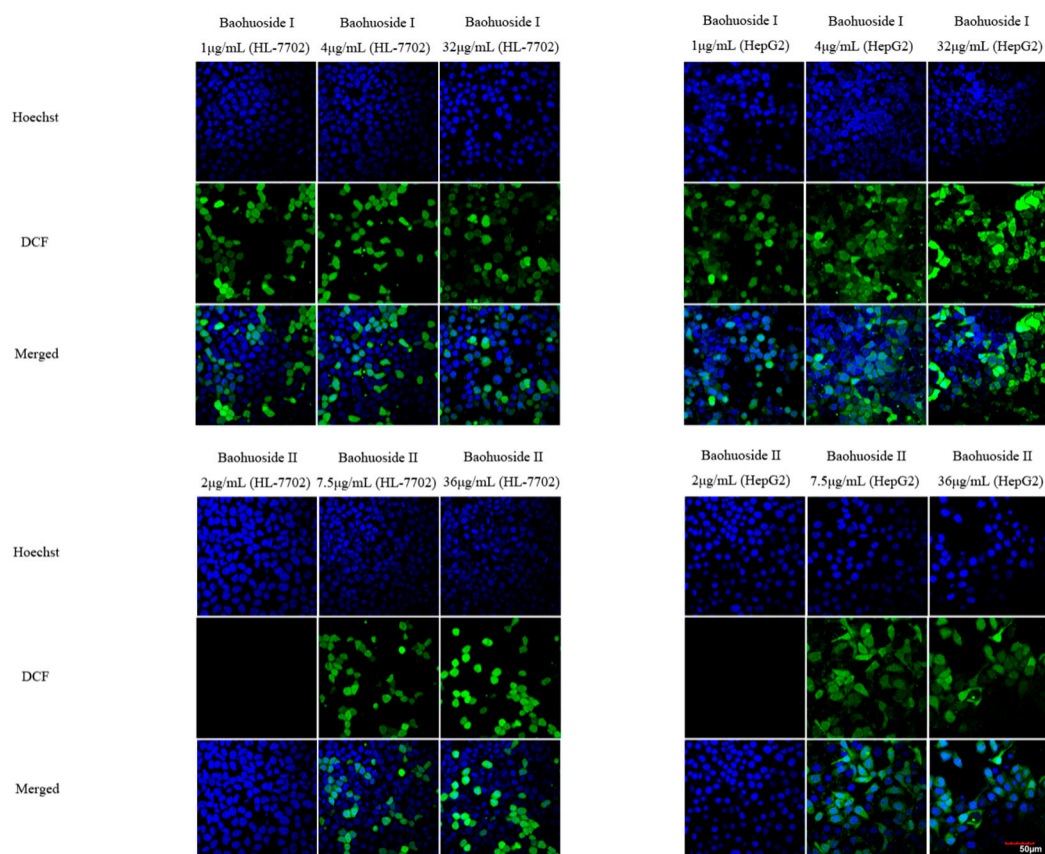 Baohuoside I Baohuoside I Baohuoside I Baohuoside I Baohuoside I Baohuoside I
1μg/mL (HL-7702) 4μg/mL (HL-7702) 32μg/mL (HL-7702) 1μg/mL (HepG2) 4μg/mL (HepG2) 32μg/mL (HepG2)
Hoechst
DCF
Merged
Baohuoside II Baohuoside II Baohuoside II Baohuoside II Baohuoside II Baohuoside II
2μg/mL (HL-7702) 7.5μg/mL (HL-7702) 36μg/mL (HL-7702) 2μg/mL (HepG2) 7.5μg/mL (HepG2) 36μg/mL (HepG2)
Hoechst
DCF
Merged
50μm